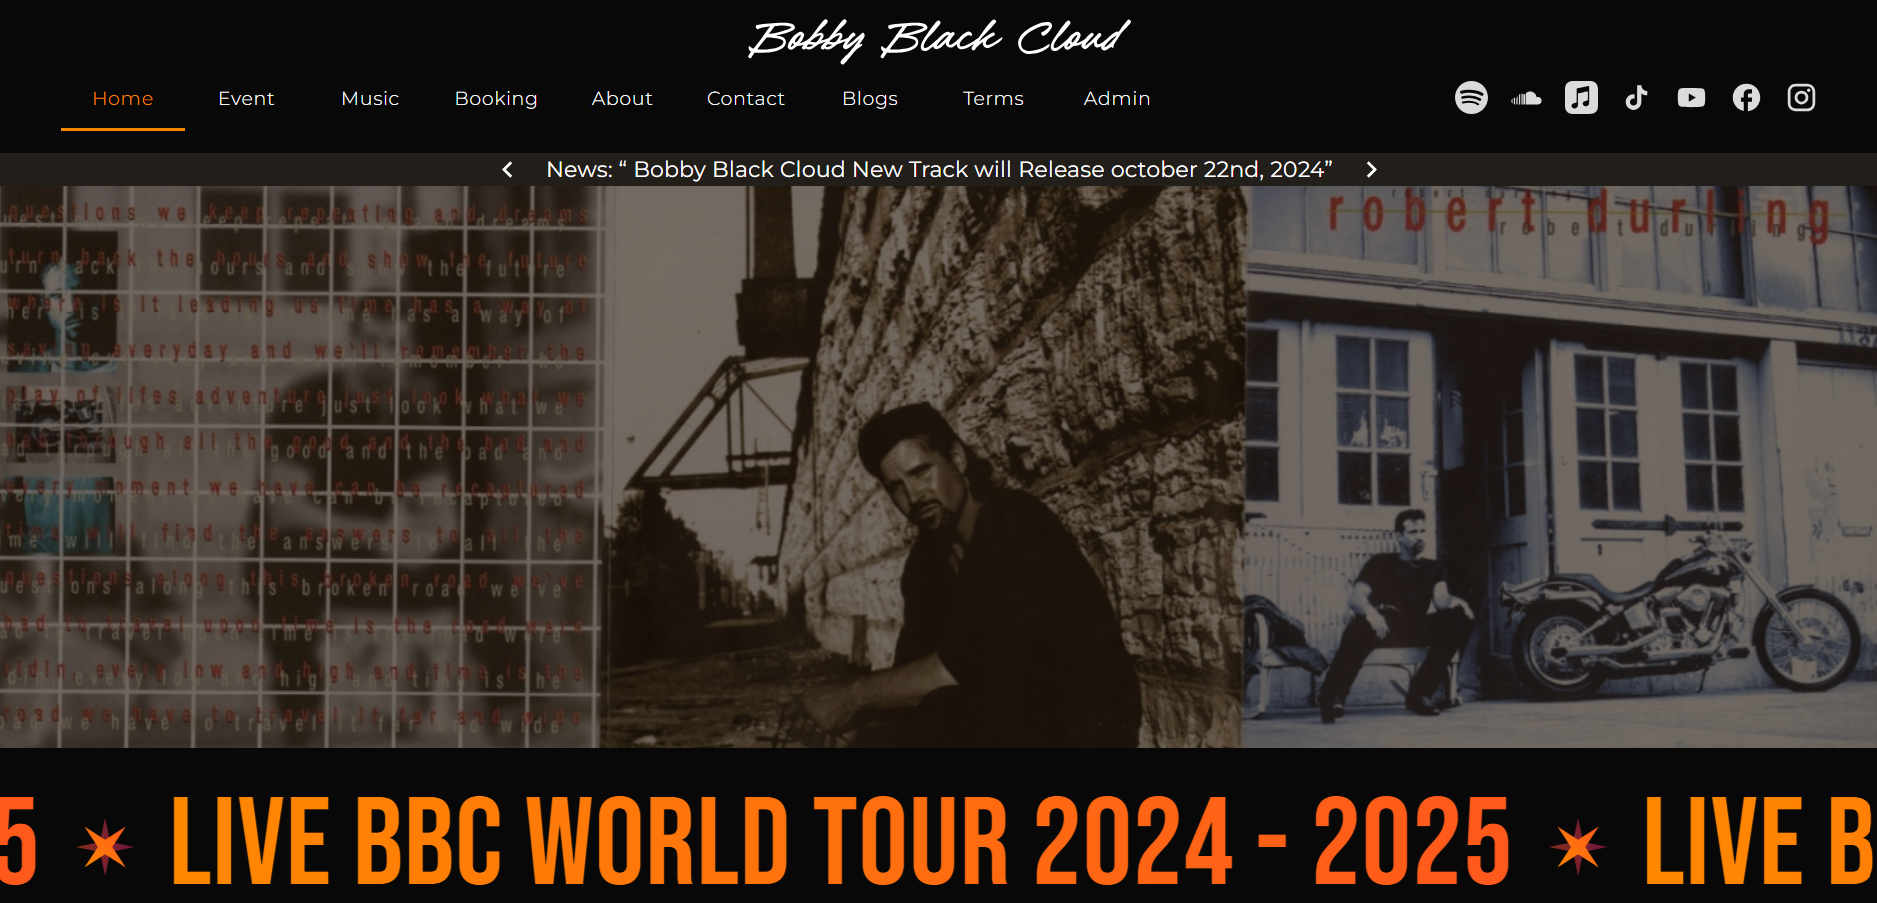 Bobby Black Cloud
Home Event Music Booking About Contact Blogs Terms Admin
News: “ Bobby Black Cloud New Track will Release october 22nd, 2024”
robert durling
robert durling
questions we keep repeating and dreams
turn back the hours and show the future
where is it leading us time has a way of
everyday and we'll remember the
play of lifes adventure just look what we
had through all the good and the bad and
moment we have can be recaptured
time will find the answers to all the
questions along this broken road we've
had to travel upon time is the road we're
ridin every low and high and time is the
road we have to travel it far and wide
5 LIVE BBC WORLD TOUR 2024 - 2025 LIVE B